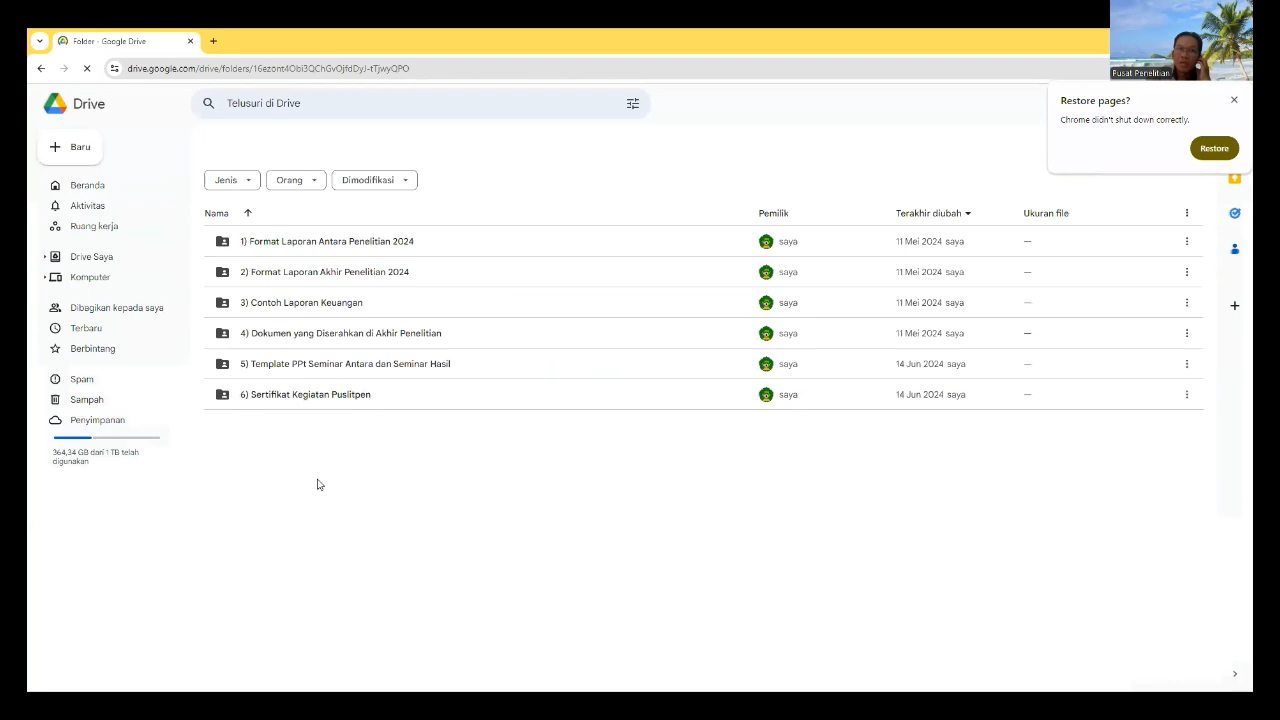 Folder - Google Drive
drive.google.com/drive/folders/16ezont4Obi3QChGvOjfdDyJ-tTjwyQPO
Pusat Penelitian
Drive
Telusuri di Drive
Restore pages?
Chrome didn't shut down correctly.
Restore
Baru
Jenis
Orang
Dimodifikasi
Beranda
Aktivitas
Ruang kerja
Drive Saya
Komputer
Dibagikan kepada saya
Terbaru
Berbintang
Spam
Sampah
Penyimpanan
364,34 GB dari 1 TB telah
digunakan
Nama Pemilik Terakhir diubah Ukuran file
1) Format Laporan Antara Penelitian 2024 saya 11 Mei 2024 saya —
2) Format Laporan Akhir Penelitian 2024 saya 11 Mei 2024 saya —
3) Contoh Laporan Keuangan saya 11 Mei 2024 saya —
4) Dokumen yang Diserahkan di Akhir Penelitian saya 11 Mei 2024 saya —
5) Template PPt Seminar Antara dan Seminar Hasil saya 14 Jun 2024 saya —
6) Sertifikat Kegiatan Puslitpen saya 14 Jun 2024 saya —